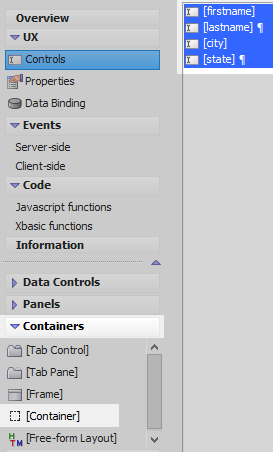 Overview
UX
Controls
Properties
Data Binding
Events
Server-side
Client-side
Code
Javascript functions
Xbasic functions
Information
Data Controls
Panels
Containers
[Tab Control]
[Tab Pane]
[Frame]
[Container]
HTM [Free-form Layout]
[firstname]
[lastname] ¶
[city]
[state] ¶